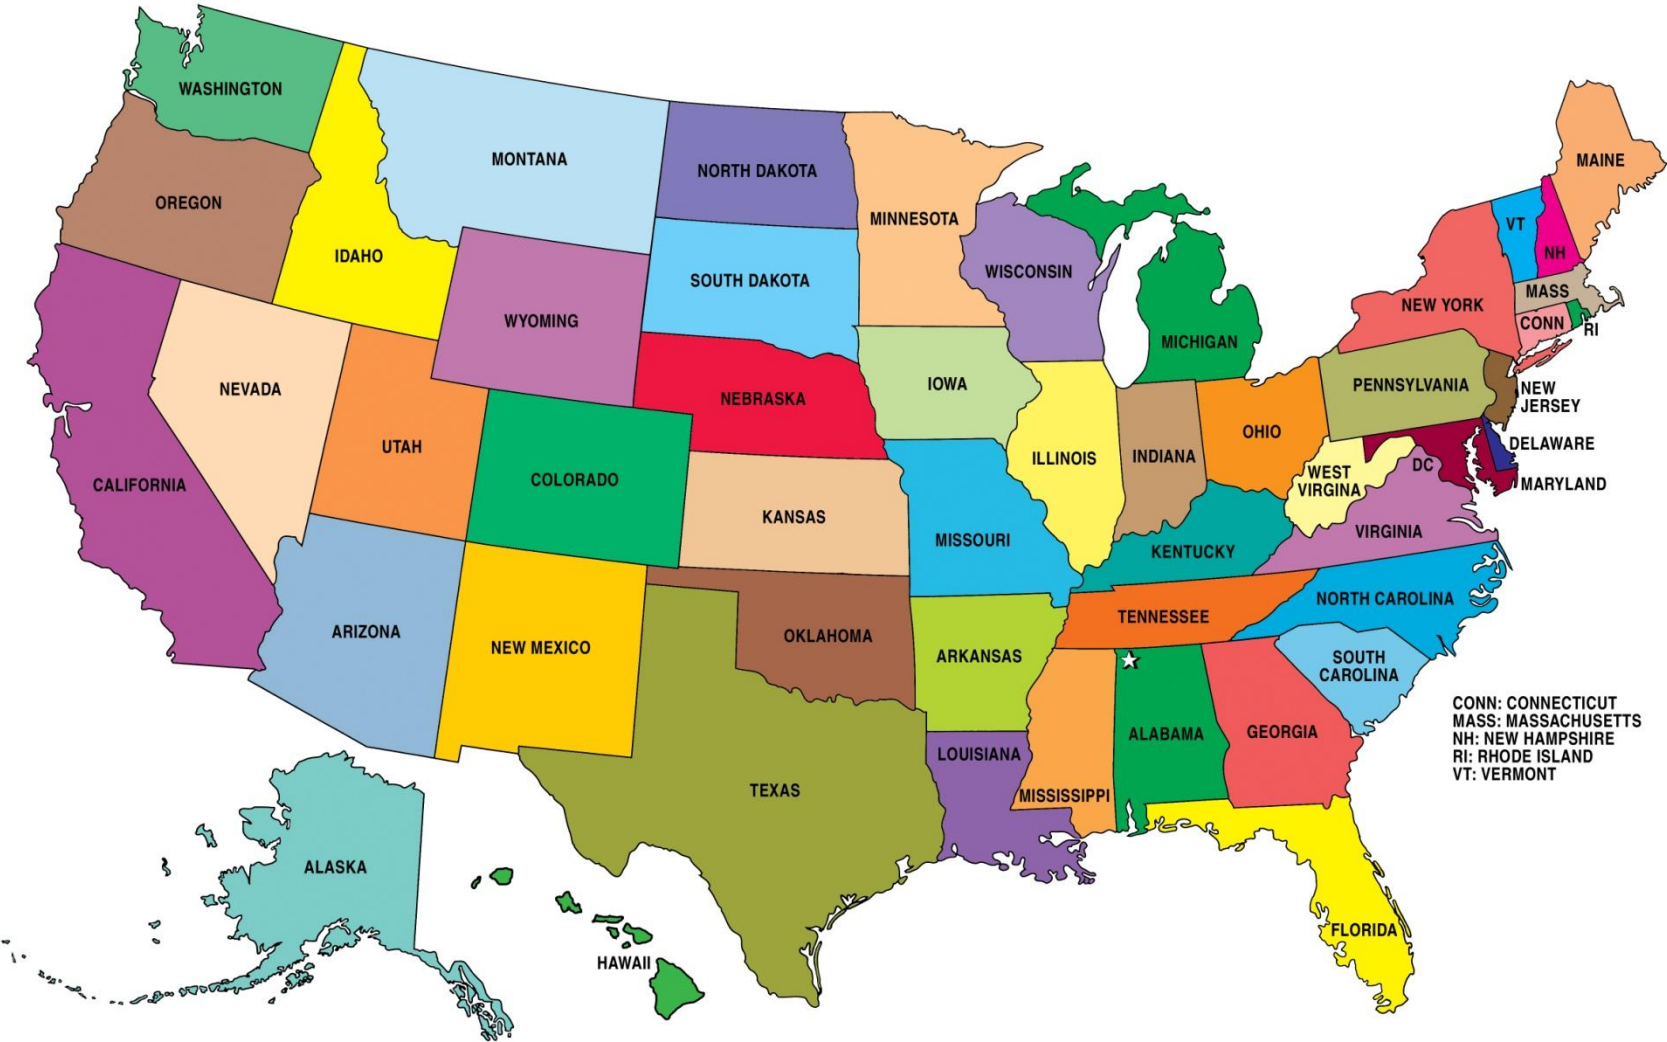 WASHINGTON
MONTANA
NORTH DAKOTA
MINNESOTA
MAINE
OREGON
IDAHO
WYOMING
SOUTH DAKOTA
WISCONSIN
MICHIGAN
NEW YORK
VT
NH
MASS
CONN
RI
NEVADA
UTAH
COLORADO
NEBRASKA
IOWA
ILLINOIS
INDIANA
OHIO
PENNSYLVANIA
NEW
JERSEY
DELAWARE
MARYLAND
DC
WEST
VIRGINA
VIRGINIA
CALIFORNIA
KANSAS
MISSOURI
KENTUCKY
ARIZONA
NEW MEXICO
OKLAHOMA
ARKANSAS
TENNESSEE
NORTH CAROLINA
SOUTH
CAROLINA
TEXAS
LOUISIANA
MISSISSIPPI
ALABAMA
GEORGIA
FLORIDA
ALASKA
HAWAII
CONN: CONNECTICUT
MASS: MASSACHUSETTS
NH: NEW HAMPSHIRE
RI: RHODE ISLAND
VT: VERMONT